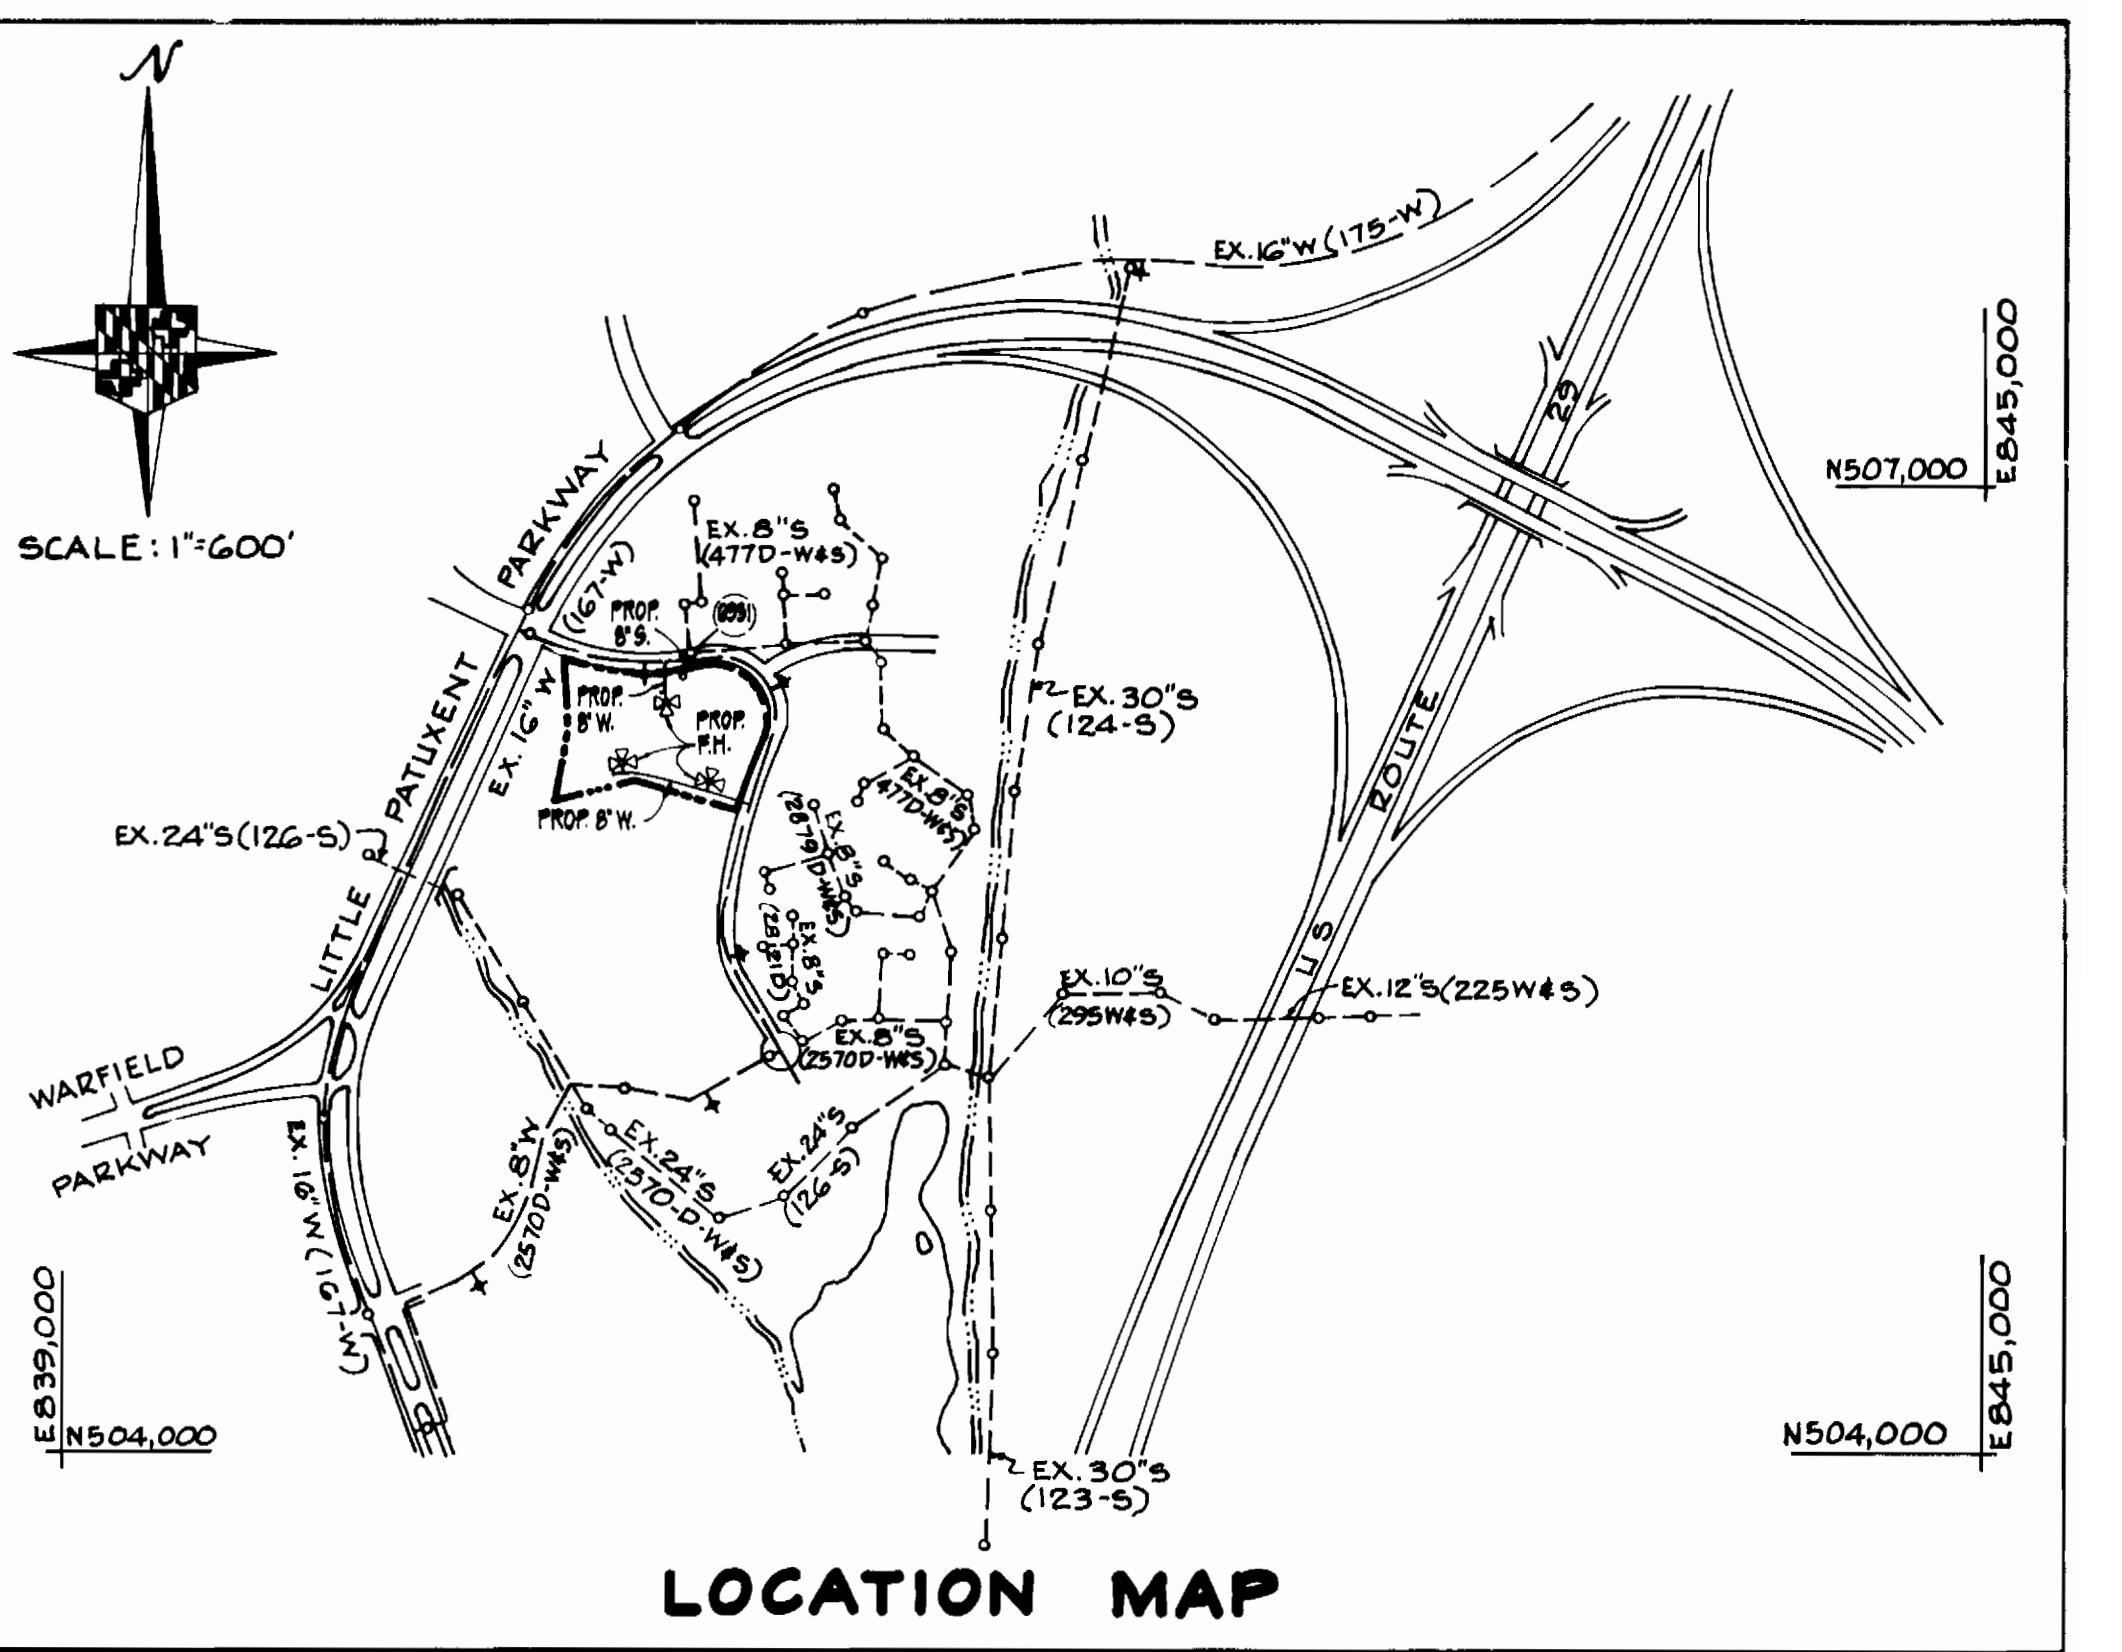 N
SCALE: 1"=600'
EX. 16"W (175-W)
29
N507,000
E845,000
PARKWAY
(167-W)
EX. 8"S
(477D-W&S)
PROP.
8"S.
PATUXENT
EX. 16" W
PROP.
8"W.
PROP.
F.H.
PROP. 8"W.
EX. 30"S
(124-S)
EX. 8"S
(477D-W&S)
EX. 8"S
(2879D-W&S)
EX. 24"S (126-S)
LITTLE
EX. 8"S
ROUTE
US
EX. 10"S
(295W&S)
EX. 12"S (225W&S)
EX. 8"S
(2570D-W&S)
WARFIELD
PARKWAY
EX. 16"W (167-W)
EX. 8"W
(2570D-W&S)
EX. 24"S
(2570-D-W&S)
EX. 24"S
(126-S)
E839,000
N504,000
N504,000
E845,000
EX. 30"S
(123-S)
LOCATION MAP